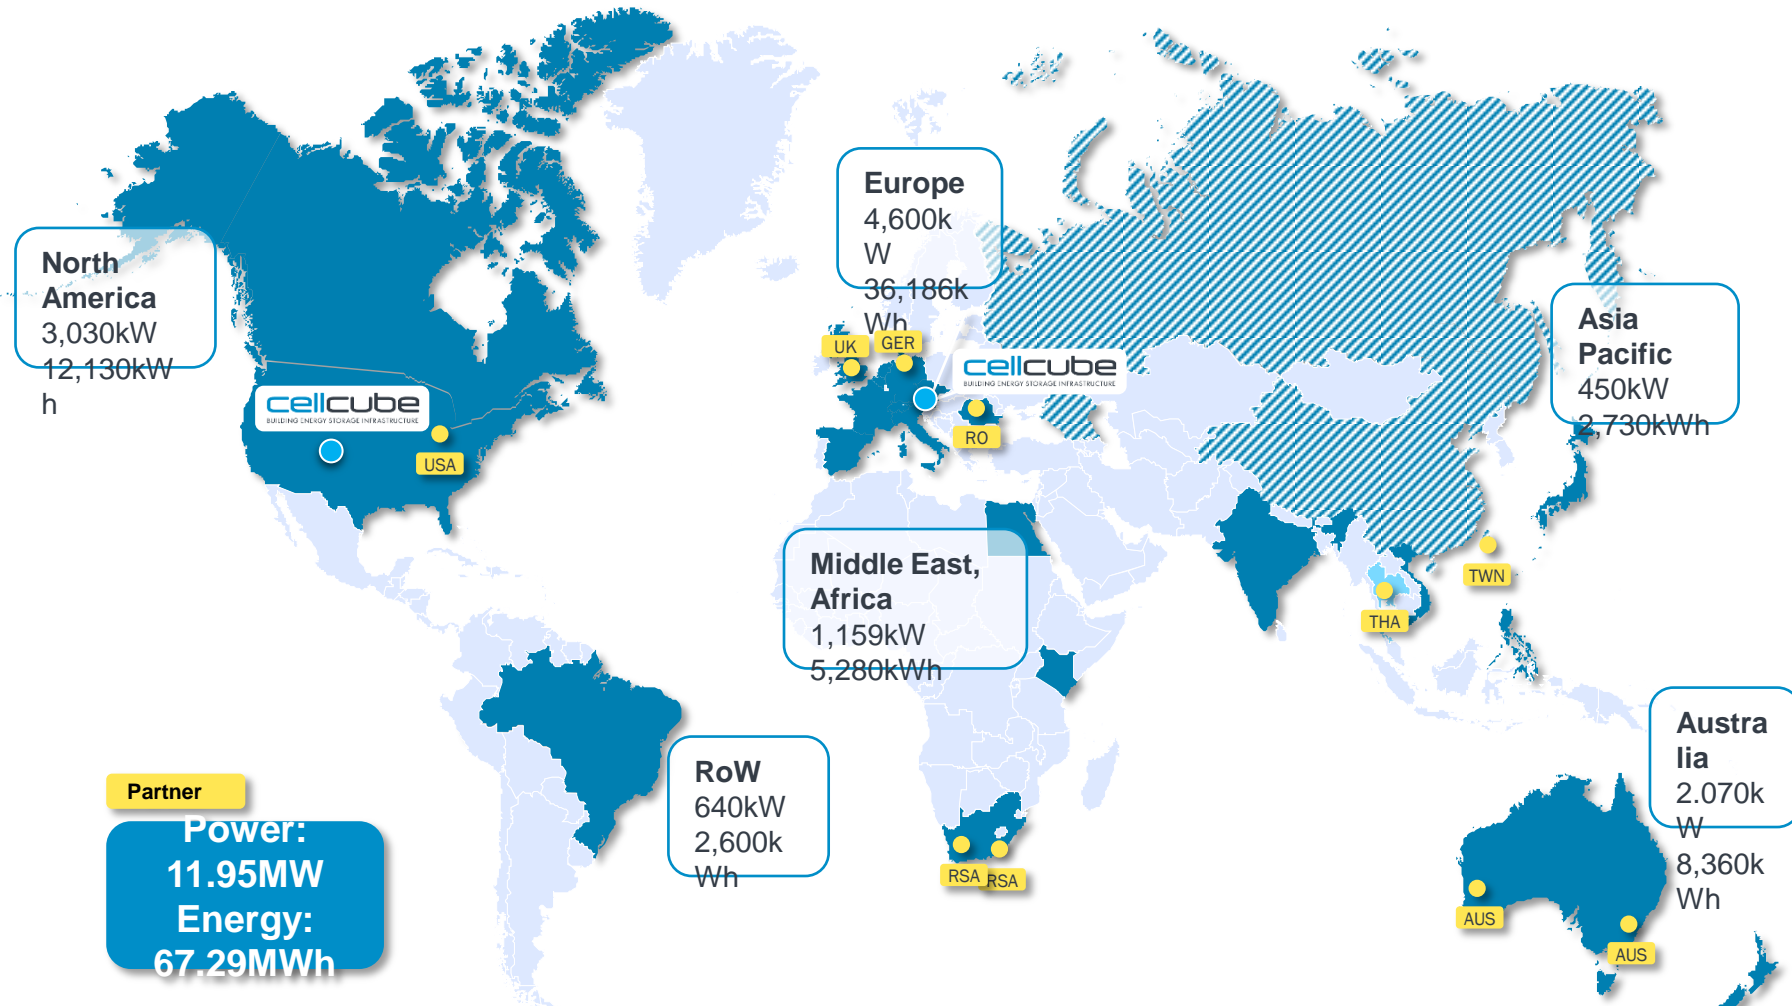 Europe
4,600k
W
36,186k
Wh
North
America
3,030kW
12,130kW
h
Asia
Pacific
450kW
2,730kWh
UK
GER
cellcube
BUILDING ENERGY STORAGE INFRASTRUCTURE
cellcube
BUILDING ENERGY STORAGE INFRASTRUCTURE
RO
USA
Middle East,
Africa
1,159kW
5,280kWh
TWN
THA
Austra
lia
2.070k
W
8,360k
Wh
RoW
640kW
2,600k
Wh
Partner
Power:
11.95MW
Energy:
67.29MWh
RSA
RSA
AUS
AUS